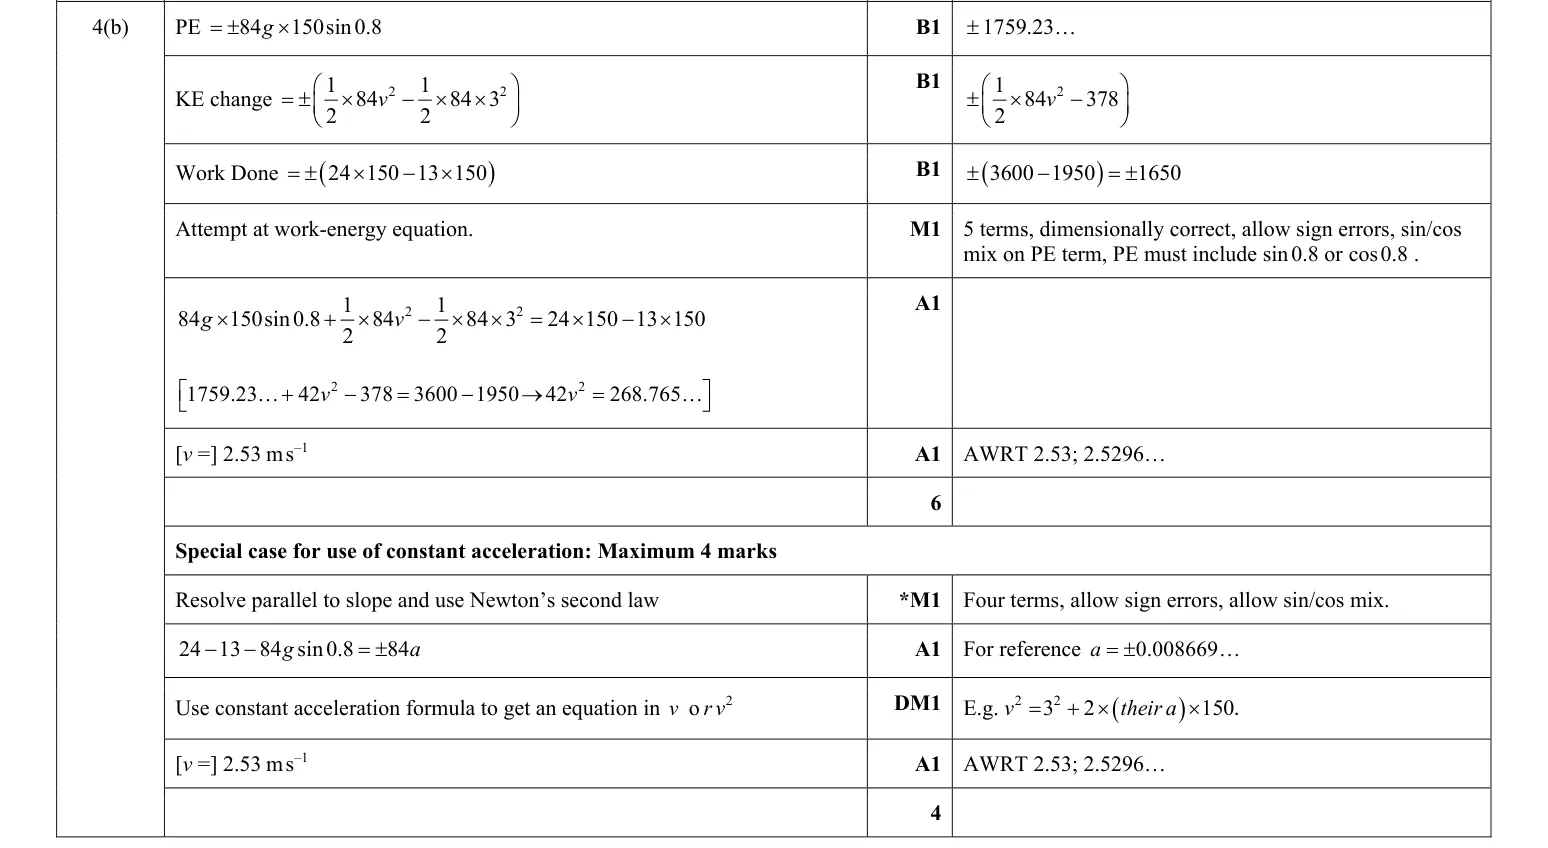 4(b) PE = ±84g × 150 sin 0.8 B1 ± 1759.23…
KE change = ±(1/2 × 84v² − 1/2 × 84 × 3²) B1 ±(1/2 × 84v² − 378)
Work Done = ±(24 × 150 − 13 × 150) B1 ±(3600 − 1950) = ±1650
Attempt at work-energy equation. M1 5 terms, dimensionally correct, allow sign errors, sin/cos
mix on PE term, PE must include sin 0.8 or cos 0.8 .
84g × 150 sin 0.8 + 1/2 × 84v² − 1/2 × 84 × 3² = 24 × 150 − 13 × 150 A1
[1759.23… + 42v² − 378 = 3600 − 1950 → 42v² = 268.765…]
[v =] 2.53 m s⁻¹ A1 AWRT 2.53; 2.5296…
6
Special case for use of constant acceleration: Maximum 4 marks
Resolve parallel to slope and use Newton’s second law *M1 Four terms, allow sign errors, allow sin/cos mix.
24 − 13 − 84g sin 0.8 = ±84a A1 For reference a = ±0.008669…
Use constant acceleration formula to get an equation in v or v² DM1 E.g. v² = 3² + 2 × (their a) × 150.
[v =] 2.53 m s⁻¹ A1 AWRT 2.53; 2.5296…
4